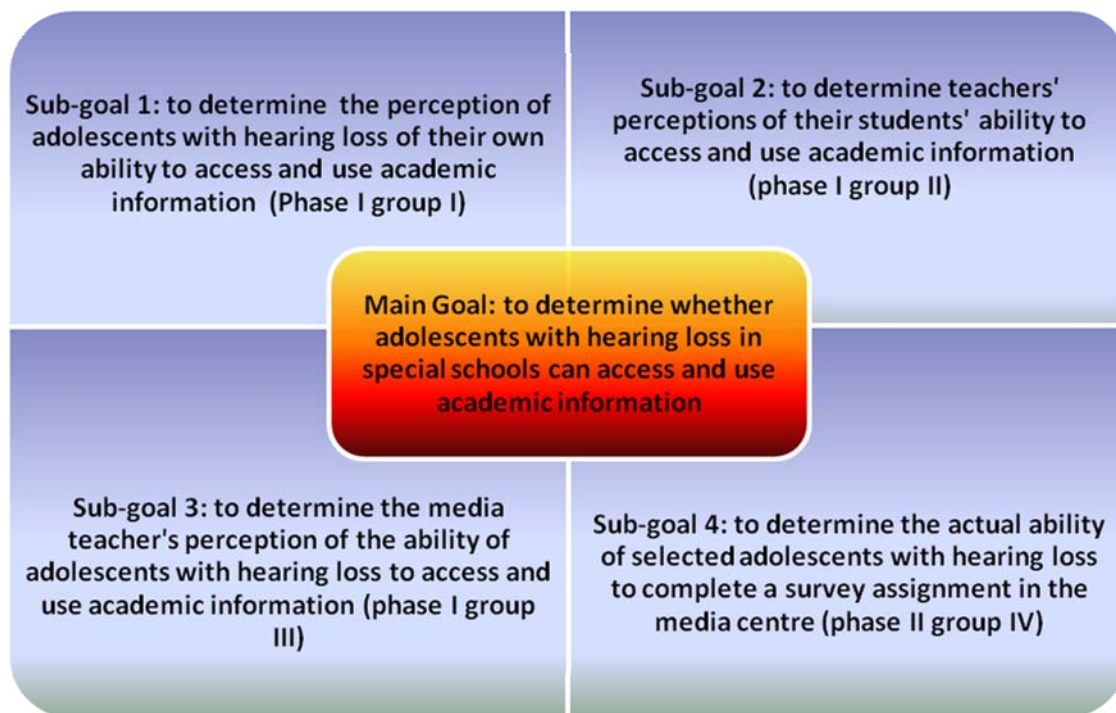 Sub-goal 1: to determine the perception of
adolescents with hearing loss of their own
ability to access and use academic
information (Phase I group I)
Sub-goal 2: to determine teachers'
perceptions of their students' ability to
access and use academic information
(phase I group II)
Main Goal: to determine whether
adolescents with hearing loss in
special schools can access and use
academic information
Sub-goal 3: to determine the media
teacher's perception of the ability of
adolescents with hearing loss to access and
use academic information (phase I group
III)
Sub-goal 4: to determine the actual ability
of selected adolescents with hearing loss
to complete a survey assignment in the
media centre (phase II group IV)